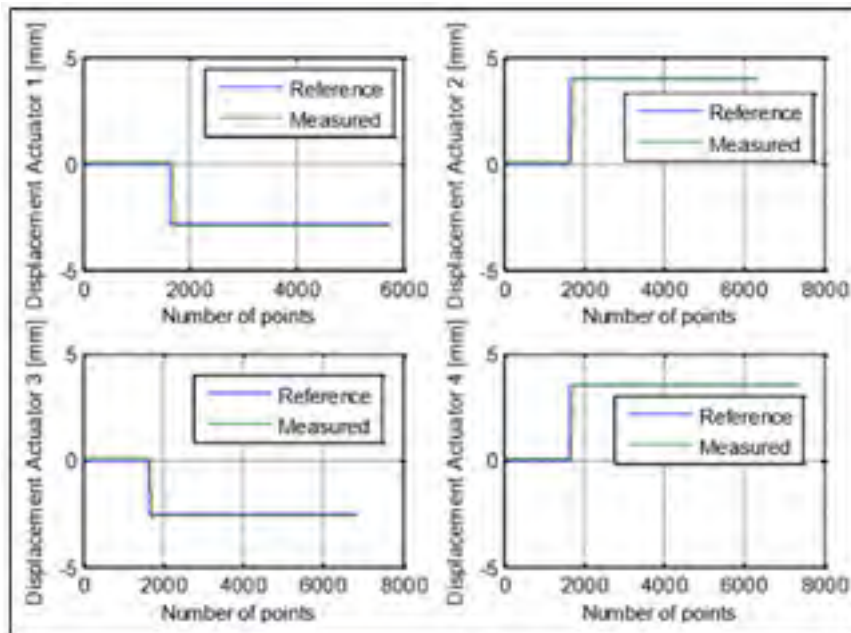 Displacement Actuator 1 [mm]
5
0
-5
Reference
Measured
0 2000 4000 6000
Number of points
Displacement Actuator 2 [mm]
5
0
-5
Reference
Measured
0 2000 4000 6000 8000
Number of points
Displacement Actuator 3 [mm]
5
0
-5
Reference
Measured
0 2000 4000 6000 8000
Number of points
Displacement Actuator 4 [mm]
5
0
-5
Reference
Measured
0 2000 4000 6000 8000
Number of points